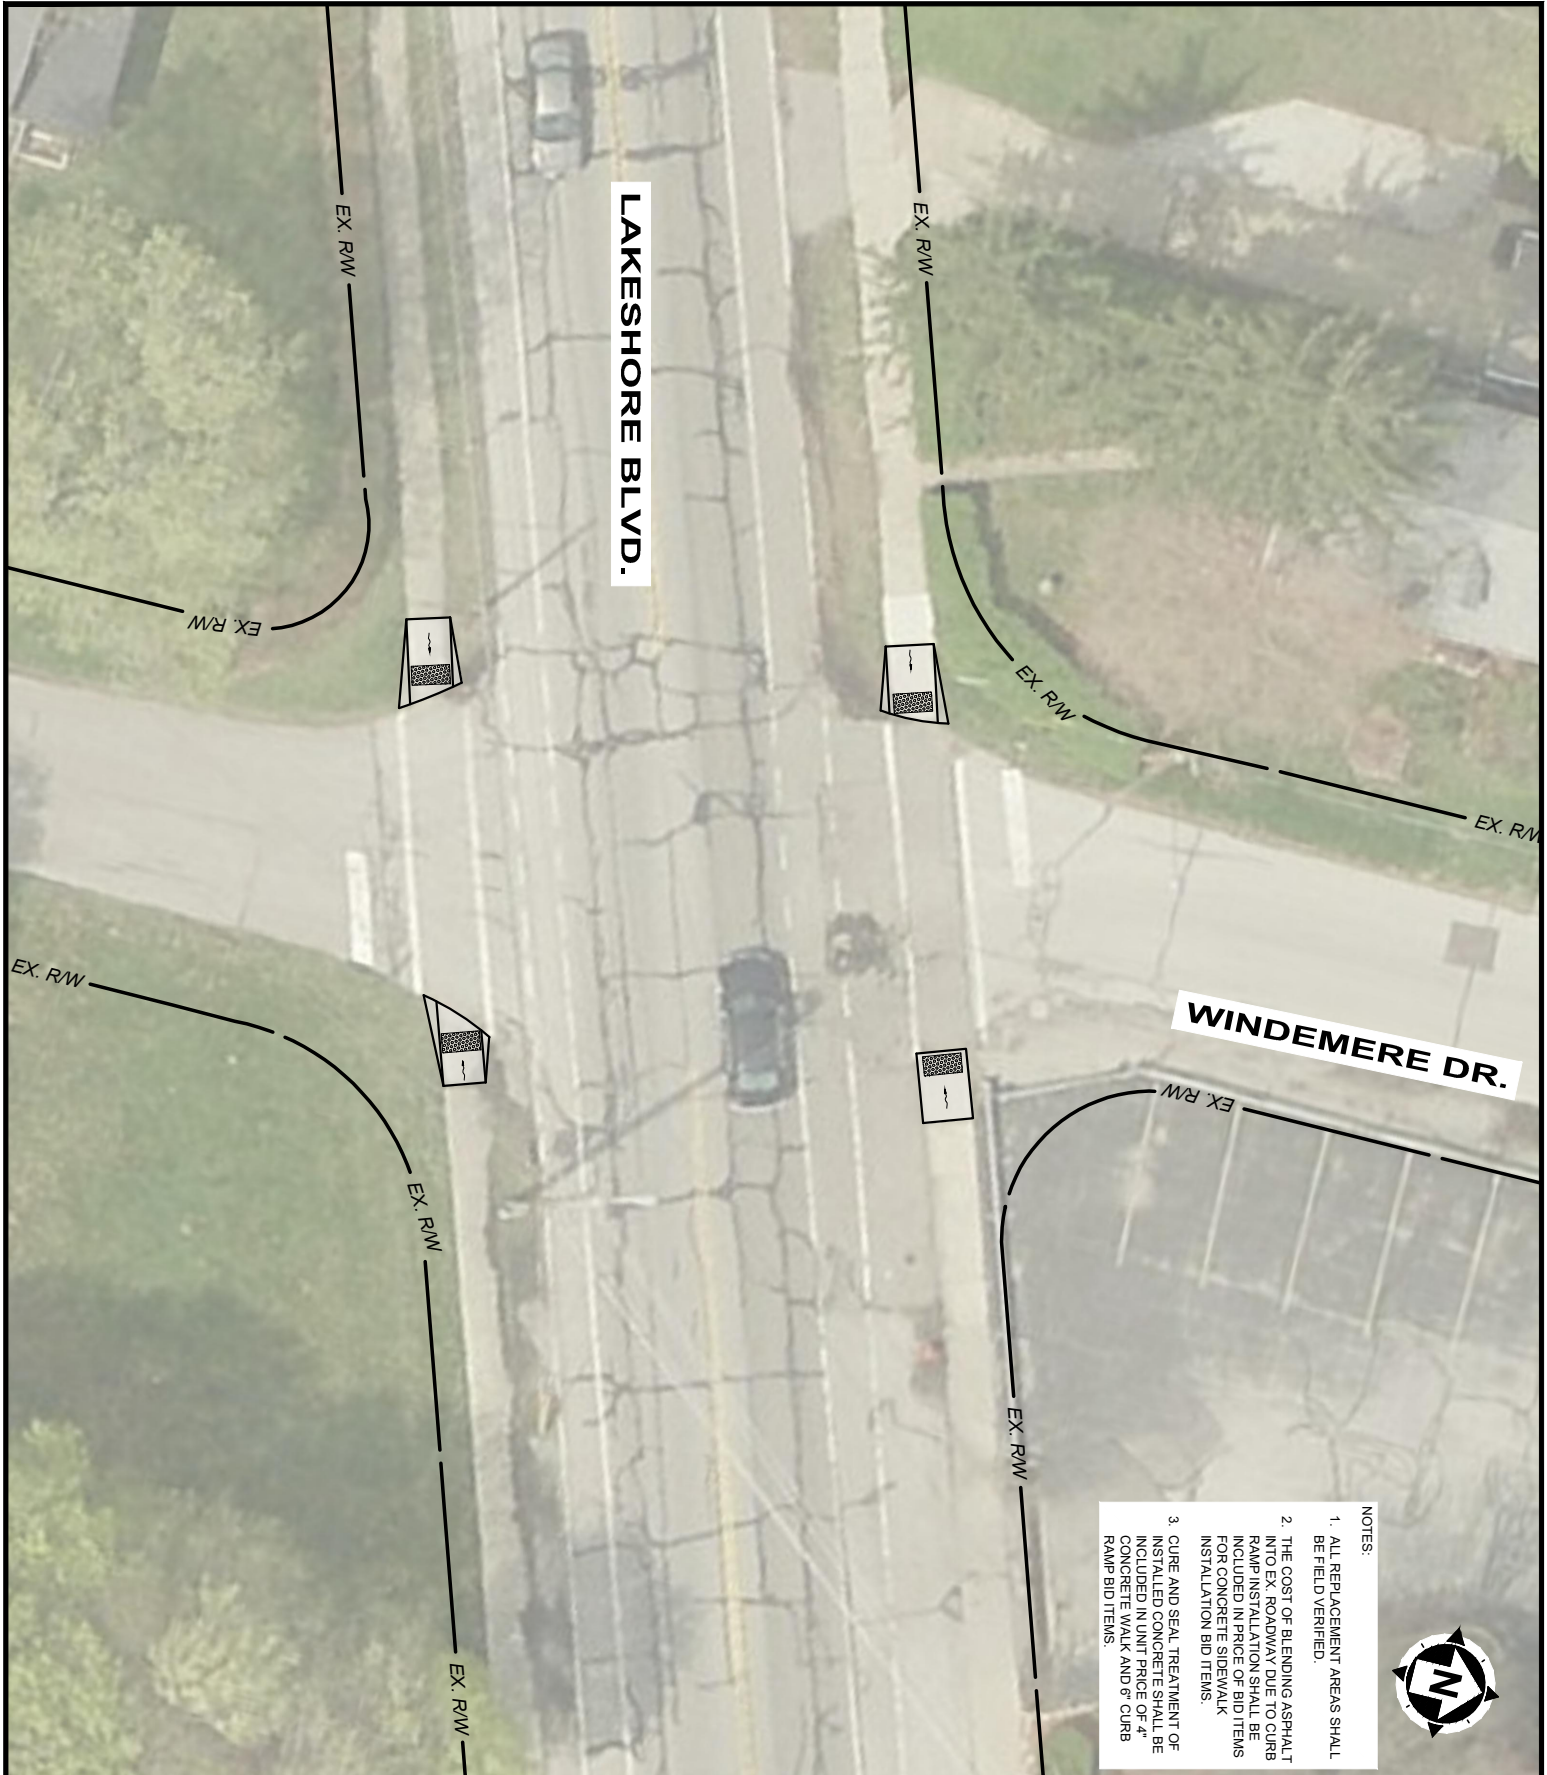 LAKESHORE BLVD.
WINDEMERE DR.
EX. R/W
EX. R/W
EX. R/W
EX. R/W
EX. R/W
EX. R/W
EX. R/W
EX. R/W
EX. R/W
EX. R/W
N
NOTES:
1. ALL REPLACEMENT AREAS SHALL
BE FIELD VERIFIED.
2. THE COST OF BLENDING ASPHALT
INTO EX. ROADWAY DUE TO CURB
RAMP INSTALLATION SHALL BE
INCLUDED IN PRICE OF BID ITEMS
FOR CONCRETE SIDEWALK
INSTALLATION BID ITEMS.
3. CURE AND SEAL TREATMENT OF
INSTALLED CONCRETE SHALL BE
INCLUDED IN UNIT PRICE OF 4"
CONCRETE WALK AND 6" CURB
RAMP BID ITEMS.